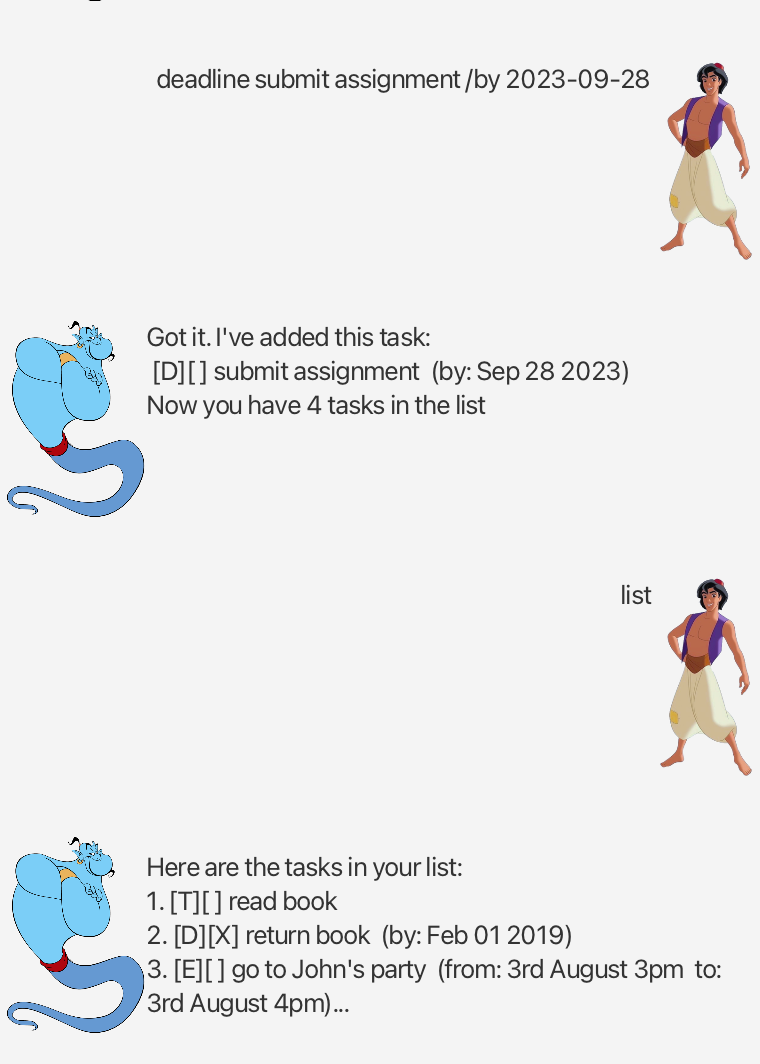 deadline submit assignment /by 2023-09-28
Got it. I've added this task:
[D][ ] submit assignment  (by: Sep 28 2023)
Now you have 4 tasks in the list
list
Here are the tasks in your list:
1. [T][ ] read book
2. [D][X] return book  (by: Feb 01 2019)
3. [E][ ] go to John's party  (from: 3rd August 3pm  to:
3rd August 4pm)...